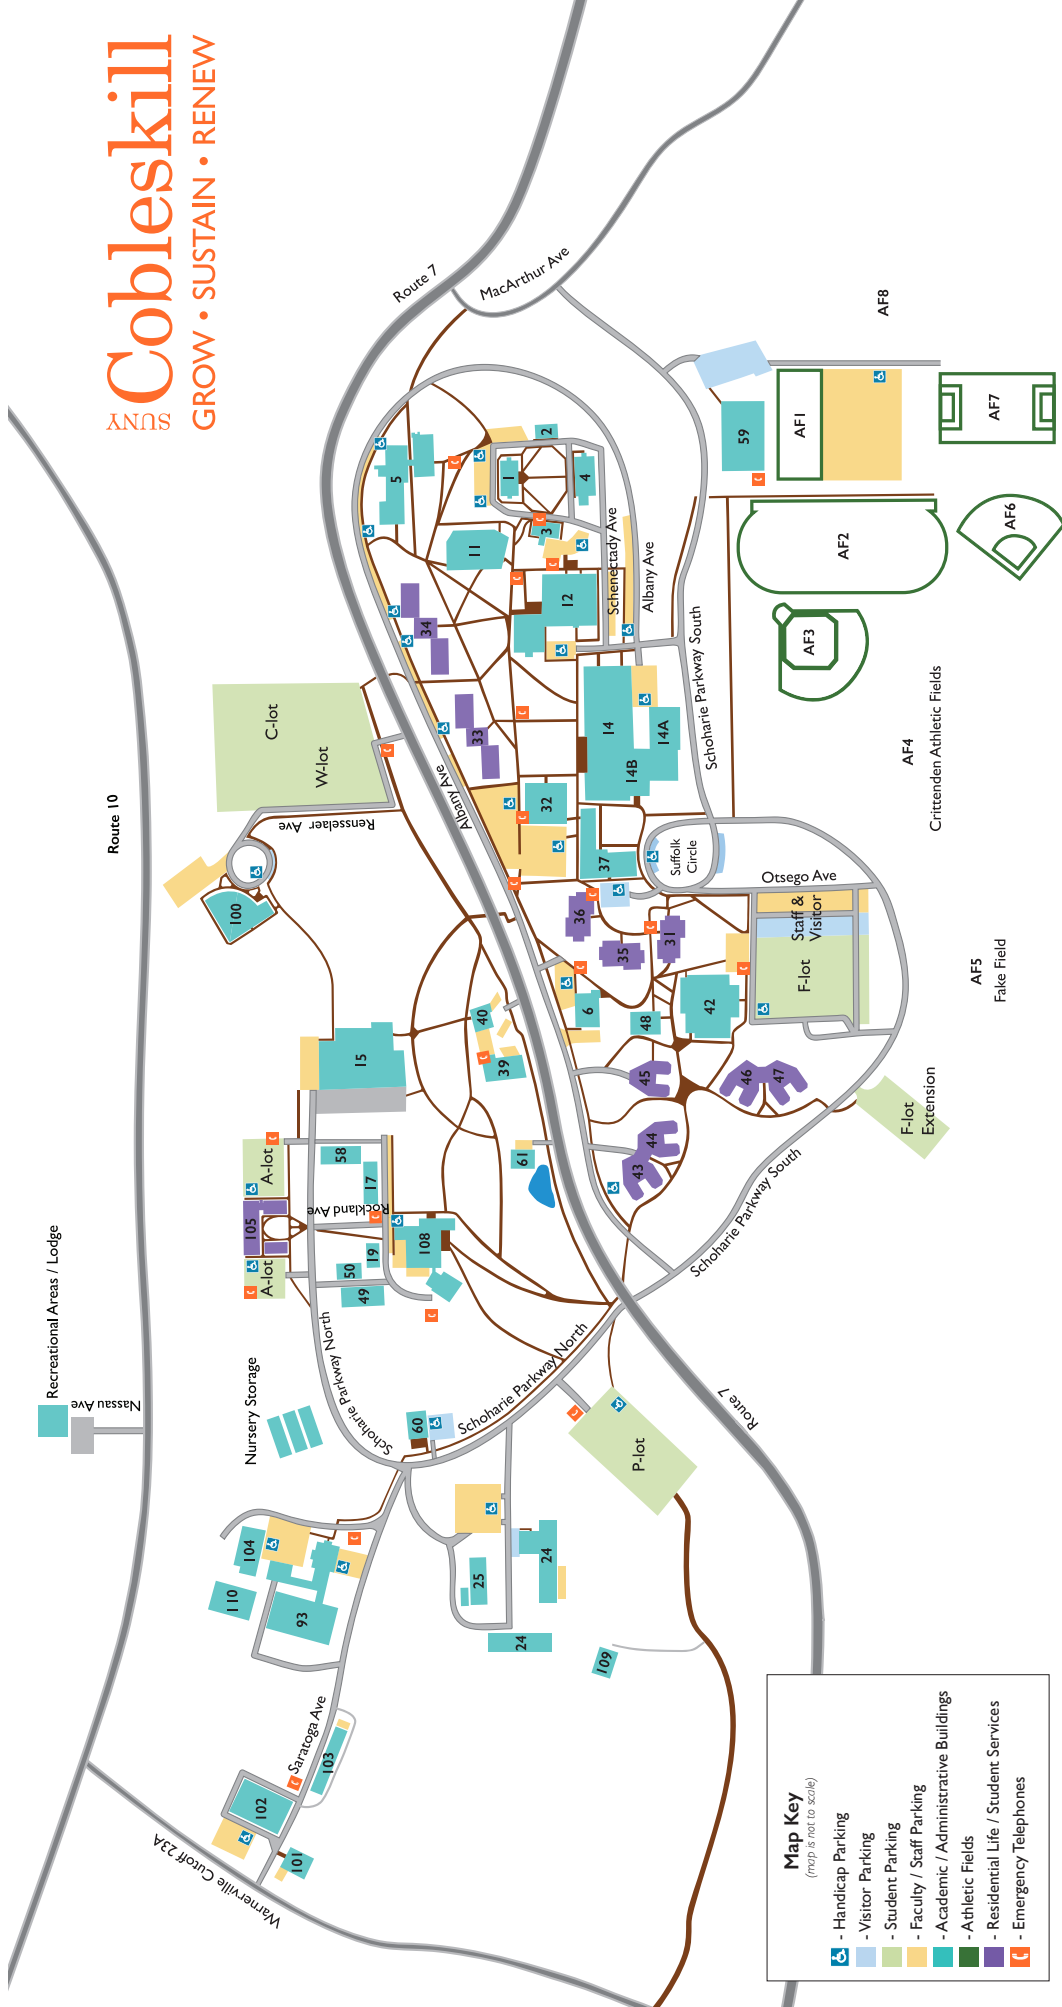 SUNY Cobleskill
GROW • SUSTAIN • RENEW
Route 10
Recreational Areas / Lodge
Nassau Ave
Nursery Storage
Warnerville Cutoff 23A
Saratoga Ave
101
102
103
93
110
104
60
25
24
24
109
P-lot
Schoharie Parkway North
Schoharie Parkway North
A-lot
105
A-lot
49
50
19
108
Rockland Ave
17
58
15
61
39
40
100
Rensselaer Ave
C-lot
W-lot
Route 7
Route 7
MacArthur Ave
Albany Ave
Albany Ave
Schenectady Ave
5
11
1
2
3
4
12
34
33
32
14
14A
14B
37
36
35
31
6
48
42
45
46
47
44
43
Suffolk
Circle
Otsego Ave
Staff &
Visitor
F-lot
F-lot
Extension
Schoharie Parkway South
Schoharie Parkway South
59
AF1
AF2
AF3
AF4
Crittenden Athletic Fields
AF5
Fake Field
AF6
AF7
AF8
Map Key
(map is not to scale)
- Handicap Parking
- Visitor Parking
- Student Parking
- Faculty / Staff Parking
- Academic / Administrative Buildings
- Athletic Fields
- Residential Life / Student Services
- Emergency Telephones